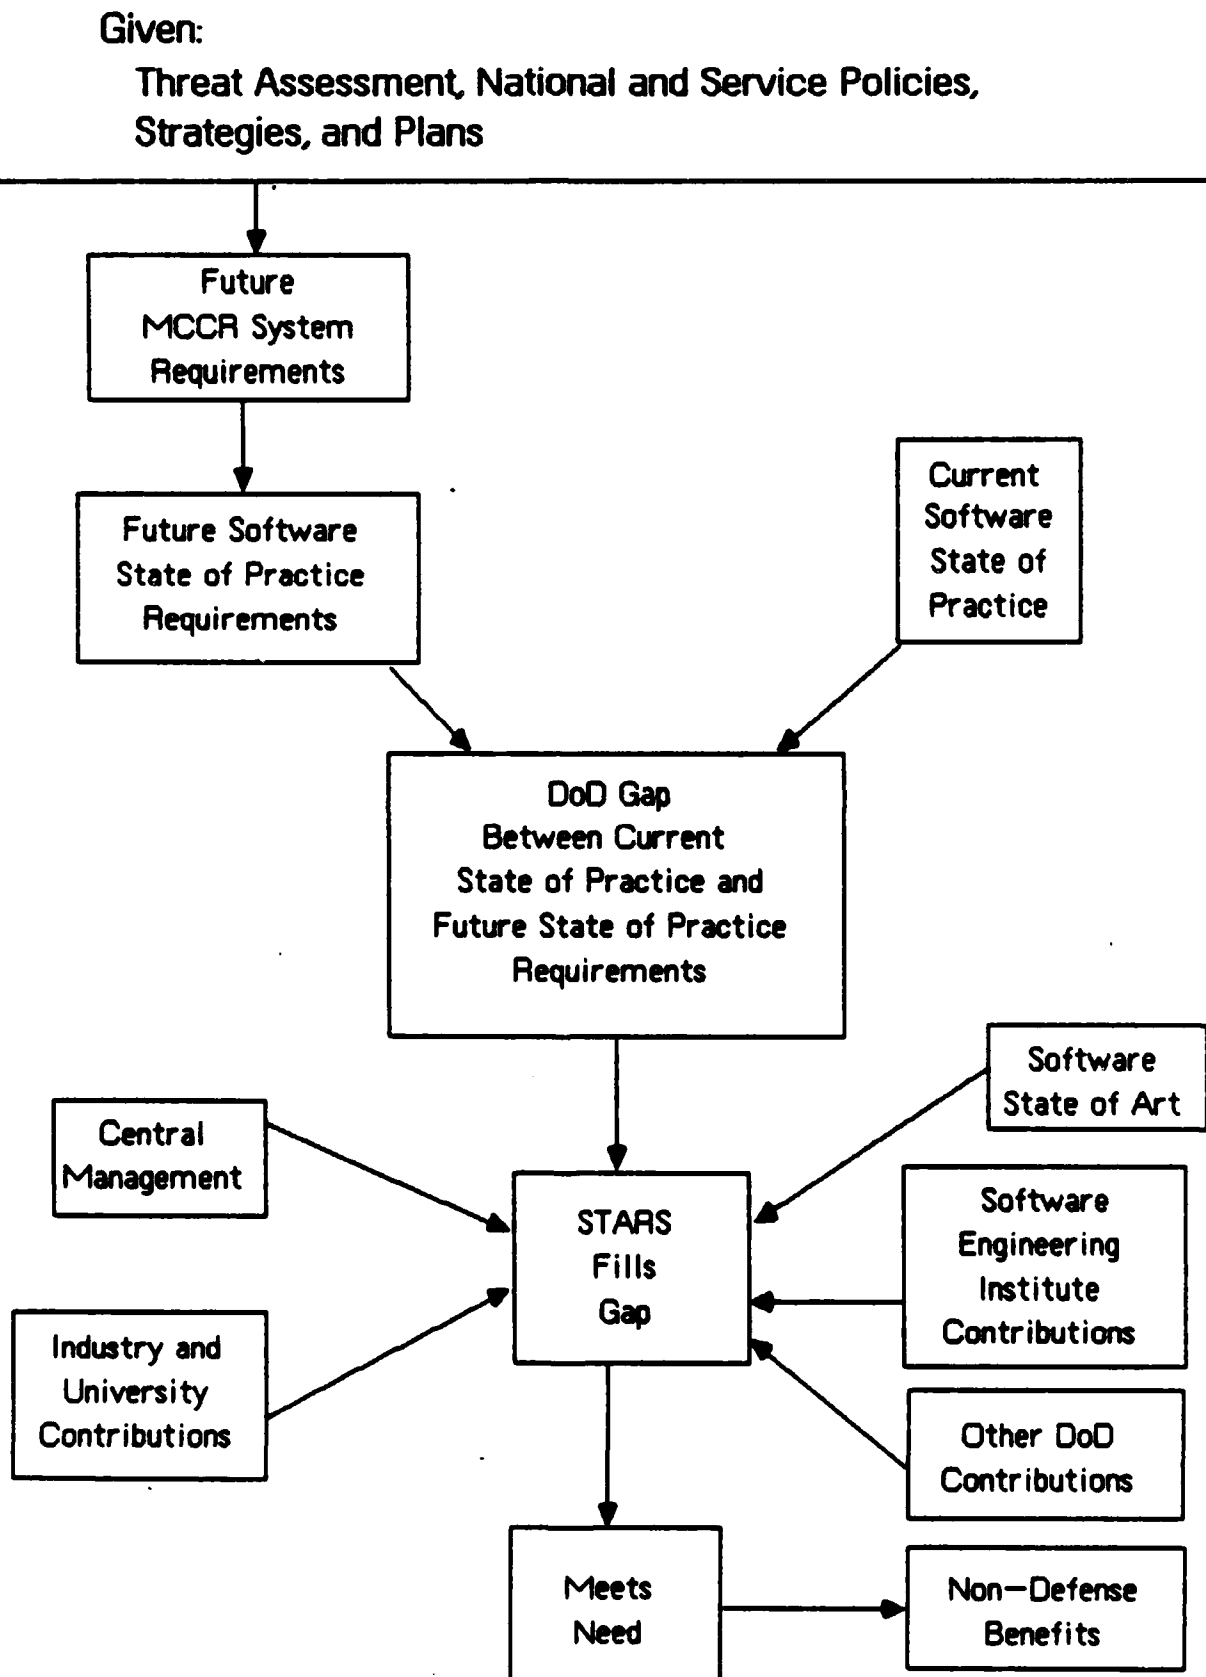 Given:
Threat Assessment, National and Service Policies,
Strategies, and Plans
Future
MCCR System
Requirements
Future Software
State of Practice
Requirements
Current
Software
State of
Practice
DoD Gap
Between Current
State of Practice and
Future State of Practice
Requirements
Software
State of Art
Central
Management
STARS
Fills
Gap
Software
Engineering
Institute
Contributions
Industry and
University
Contributions
Other DoD
Contributions
Meets
Need
Non-Defense
Benefits